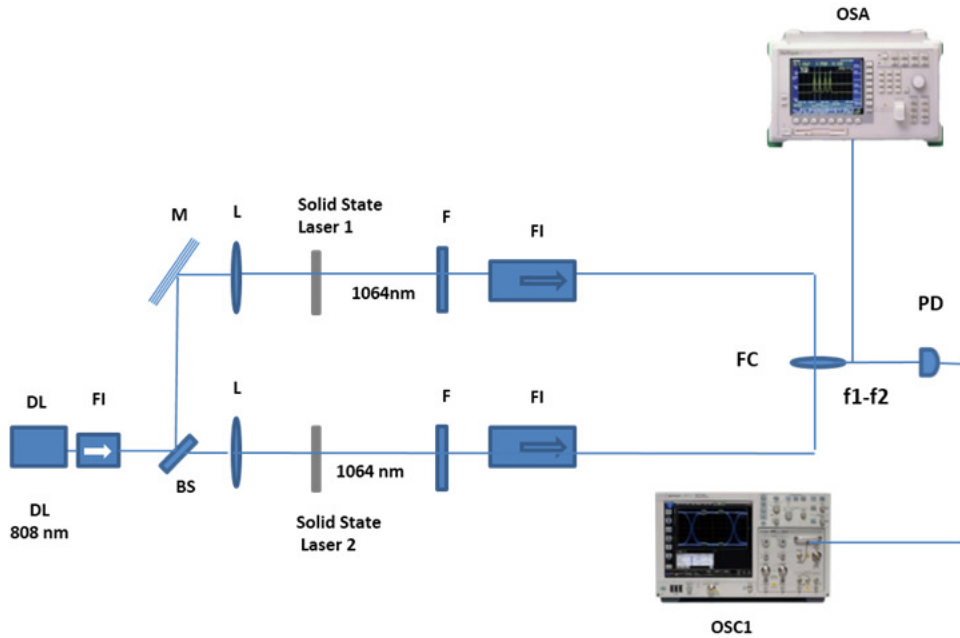 OSA
M
L
Solid State
Laser 1
F
FI
1064nm
PD
FC
f1-f2
DL
FI
L
F
FI
BS
1064 nm
DL
808 nm
Solid State
Laser 2
OSC1